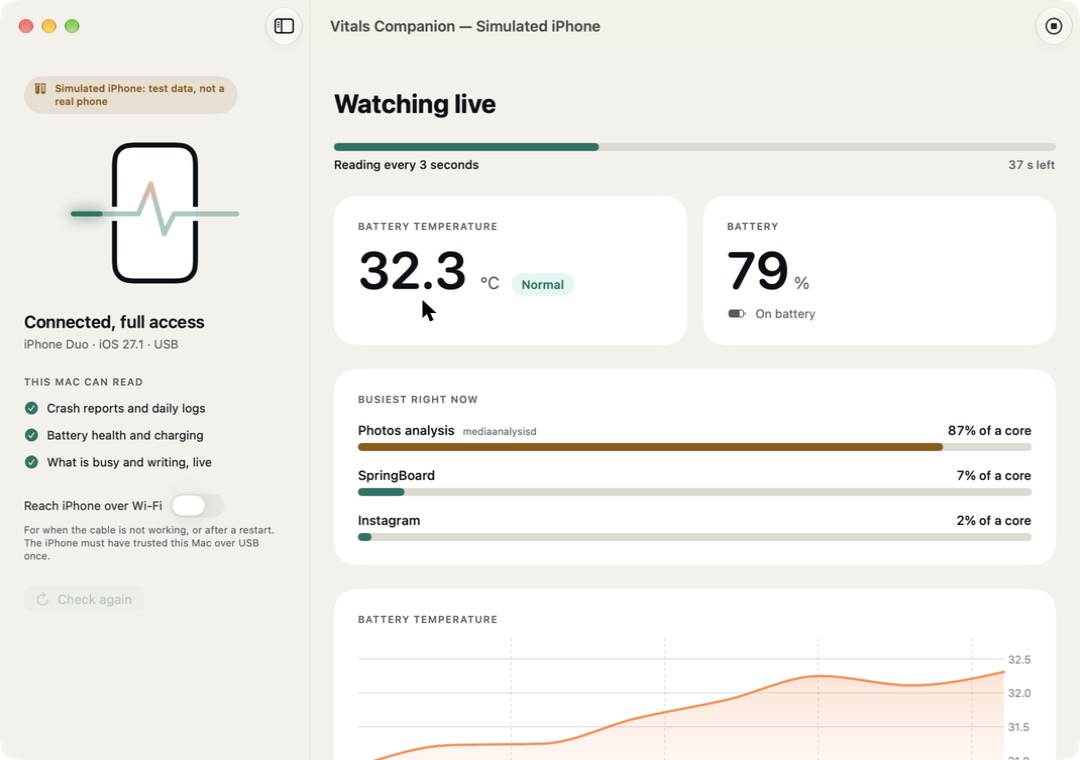 Vitals Companion — Simulated iPhone
Simulated iPhone: test data, not a
real phone
Connected, full access
iPhone Duo · iOS 27.1 · USB
THIS MAC CAN READ
Crash reports and daily logs
Battery health and charging
What is busy and writing, live
Reach iPhone over Wi-Fi
For when the cable is not working, or after a restart.
The iPhone must have trusted this Mac over USB
once.
Check again
Watching live
Reading every 3 seconds
37 s left
BATTERY TEMPERATURE
32.3 °C Normal
BATTERY
79 %
On battery
BUSIEST RIGHT NOW
Photos analysis mediaanalysisd 87% of a core
SpringBoard 7% of a core
Instagram 2% of a core
BATTERY TEMPERATURE
32.5
32.0
31.5